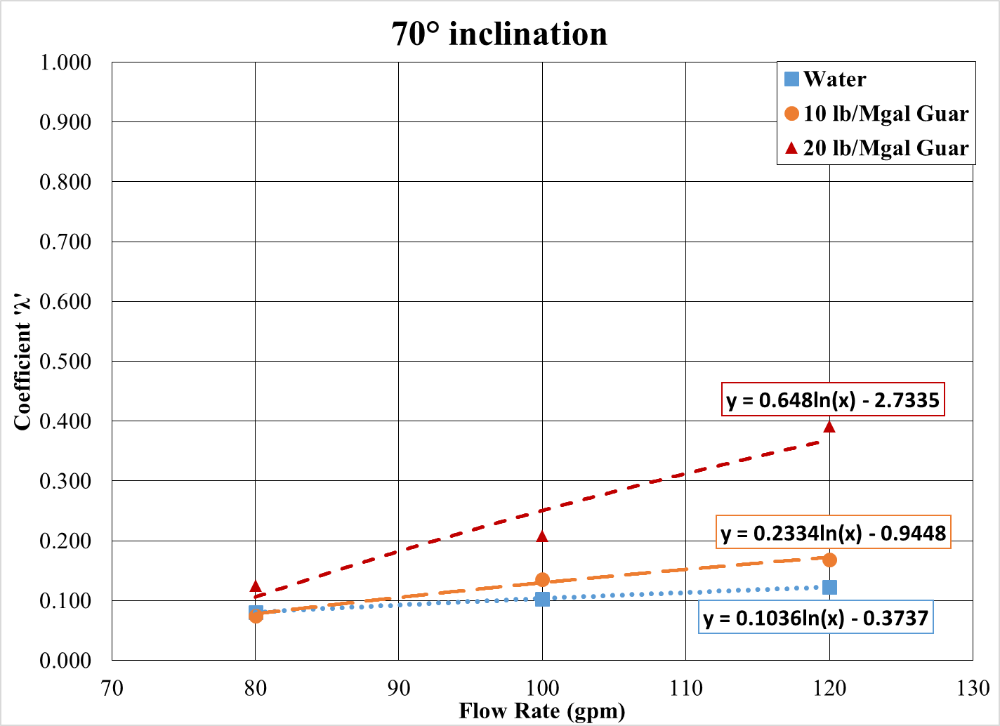 70° inclination
1.000
0.900
0.800
0.700
0.600
0.500
0.400
0.300
0.200
0.100
0.000
Coefficient 'λ'
Water
10 lb/Mgal Guar
20 lb/Mgal Guar
y = 0.648ln(x) - 2.7335
y = 0.2334ln(x) - 0.9448
y = 0.1036ln(x) - 0.3737
70 80 90 100 110 120 130
Flow Rate (gpm)